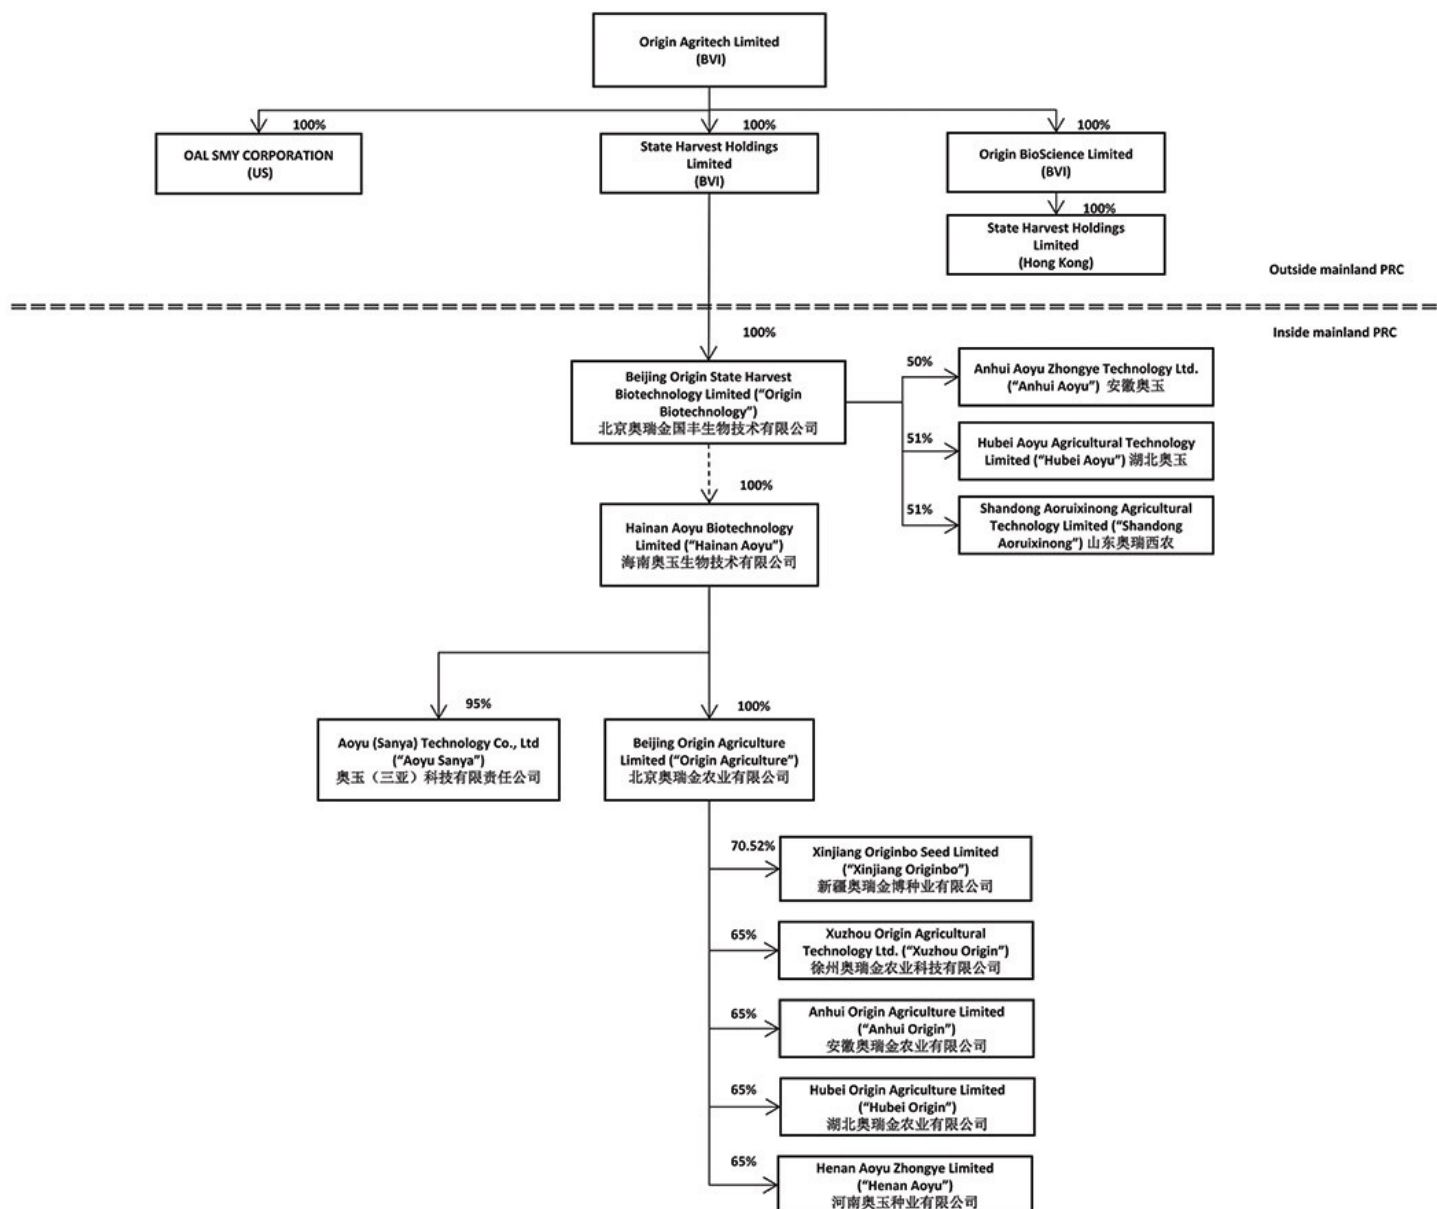 Origin Agritech Limited
(BVI)
100%
100%
100%
OAL SMY CORPORATION
(US)
State Harvest Holdings
Limited
(BVI)
Origin BioScience Limited
(BVI)
100%
State Harvest Holdings
Limited
(Hong Kong)
Outside mainland PRC
Inside mainland PRC
100%
Beijing Origin State Harvest
Biotechnology Limited (“Origin
Biotechnology”)
北京奥瑞金国丰生物技术有限公司
50%
Anhui Aoyu Zhongye Technology Ltd.
(“Anhui Aoyu”) 安徽奥玉
51%
Hubei Aoyu Agricultural Technology
Limited (“Hubei Aoyu”) 湖北奥玉
51%
Shandong Aoruixinong Agricultural
Technology Limited (“Shandong
Aoruixinong”) 山东奥瑞西农
100%
Hainan Aoyu Biotechnology
Limited (“Hainan Aoyu”)
海南奥玉生物技术有限公司
95%
Aoyu (Sanya) Technology Co., Ltd
(“Aoyu Sanya”)
奥玉（三亚）科技有限责任公司
100%
Beijing Origin Agriculture
Limited (“Origin Agriculture”)
北京奥瑞金农业有限公司
70.52%
Xinjiang Originbo Seed Limited
(“Xinjiang Originbo”)
新疆奥瑞金博种业有限公司
65%
Xuzhou Origin Agricultural
Technology Ltd. (“Xuzhou Origin”)
徐州奥瑞金农业科技有限公司
65%
Anhui Origin Agriculture Limited
(“Anhui Origin”)
安徽奥瑞金农业有限公司
65%
Hubei Origin Agriculture Limited
(“Hubei Origin”)
湖北奥瑞金农业有限公司
65%
Henan Aoyu Zhongye Limited
(“Henan Aoyu”)
河南奥玉种业有限公司